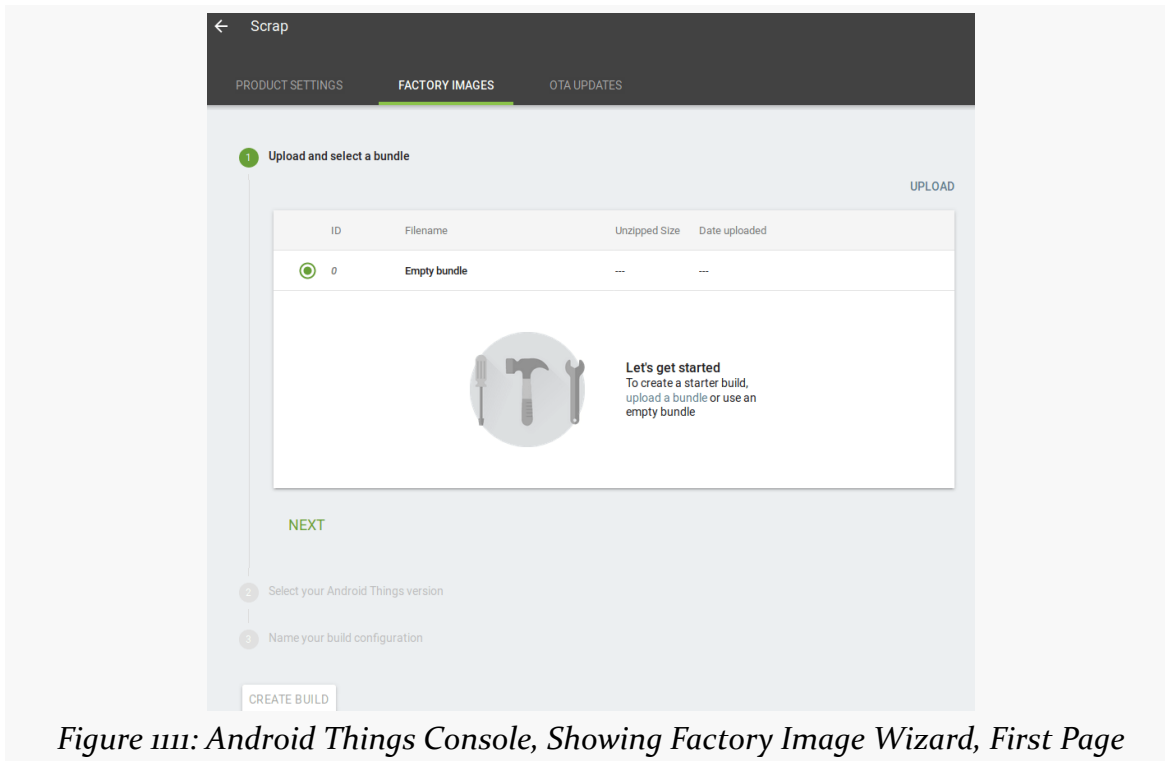 Scrap
PRODUCT SETTINGS FACTORY IMAGES OTA UPDATES
1 Upload and select a bundle
UPLOAD
ID Filename Unzipped Size Date uploaded
0 Empty bundle --- ---
Let's get started
To create a starter build,
upload a bundle or use an
empty bundle
NEXT
2 Select your Android Things version
3 Name your build configuration
CREATE BUILD
Figure 1111: Android Things Console, Showing Factory Image Wizard, First Page